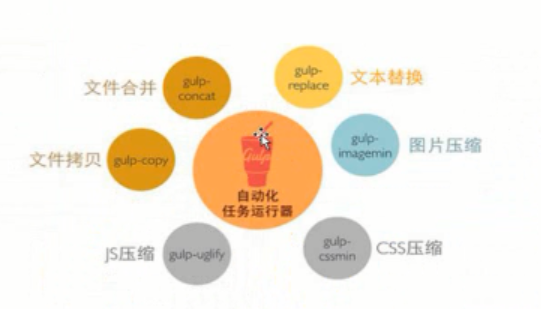 文件合并
gulp-
concat
gulp-
replace
文本替换
文件拷贝
gulp-copy
Gulp
自动化
任务运行器
gulp-
imagemin
图片压缩
JS压缩
gulp-uglify
gulp-
cssmin
CSS压缩